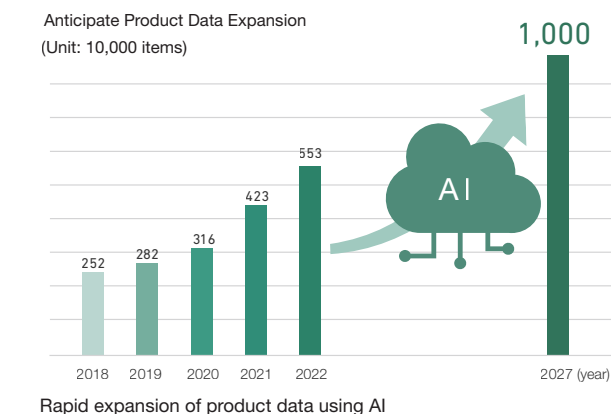 Anticipate Product Data Expansion
(Unit: 10,000 items)
1,000
553
423
316
282
252
AI
2018 2019 2020 2021 2022 2027 (year)
Rapid expansion of product data using AI